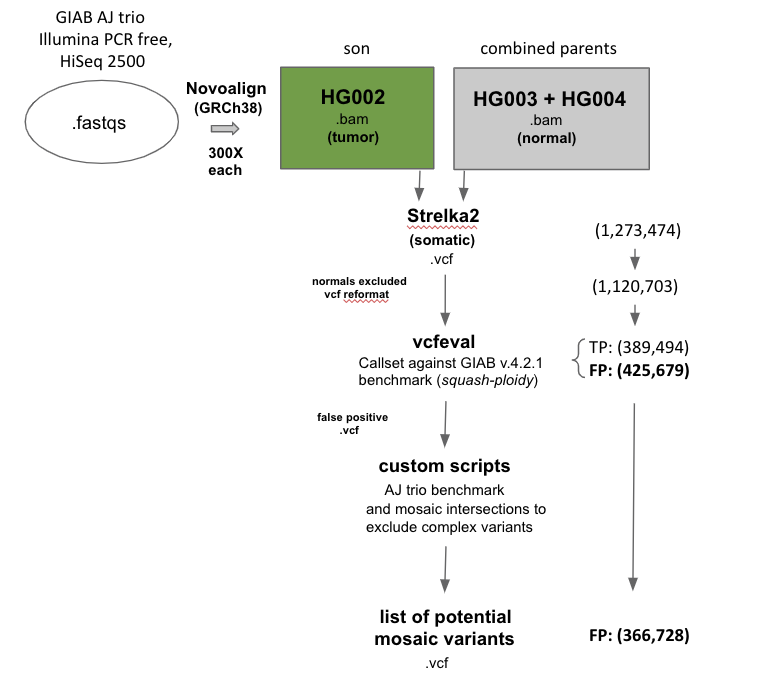 GIAB AJ trio
Illumina PCR free,
HiSeq 2500
.fastqs
Novoalign
(GRCh38)
300X
each
son
HG002
.bam
(tumor)
combined parents
HG003 + HG004
.bam
(normal)
Strelka2
(somatic)
.vcf
(1,273,474)
normals excluded
vcf reformat
(1,120,703)
vcfeval
Callset against GIAB v.4.2.1
benchmark (squash-ploidy)
TP: (389,494)
FP: (425,679)
false positive
.vcf
custom scripts
AJ trio benchmark
and mosaic intersections to
exclude complex variants
list of potential
mosaic variants
.vcf
FP: (366,728)